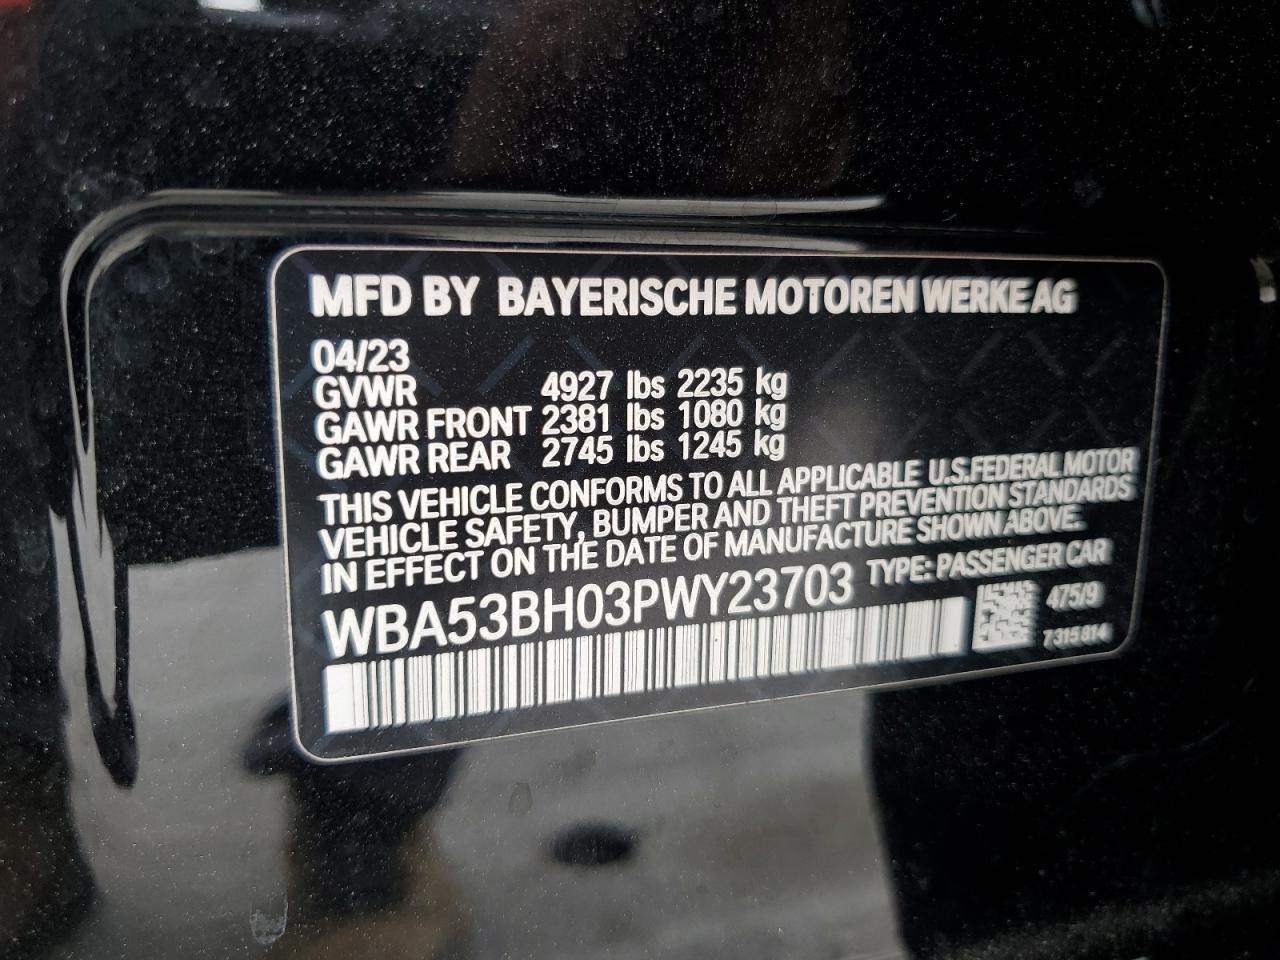 MFD BY BAYERISCHE MOTOREN WERKE AG
04/23
GVWR 4927 lbs 2235 kg
GAWR FRONT 2381 lbs 1080 kg
GAWR REAR 2745 lbs 1245 kg
THIS VEHICLE CONFORMS TO ALL APPLICABLE U.S.FEDERAL MOTOR
VEHICLE SAFETY, BUMPER AND THEFT PREVENTION STANDARDS
IN EFFECT ON THE DATE OF MANUFACTURE SHOWN ABOVE.
WBA53BH03PWY23703 TYPE: PASSENGER CAR
475/9
7 315 814